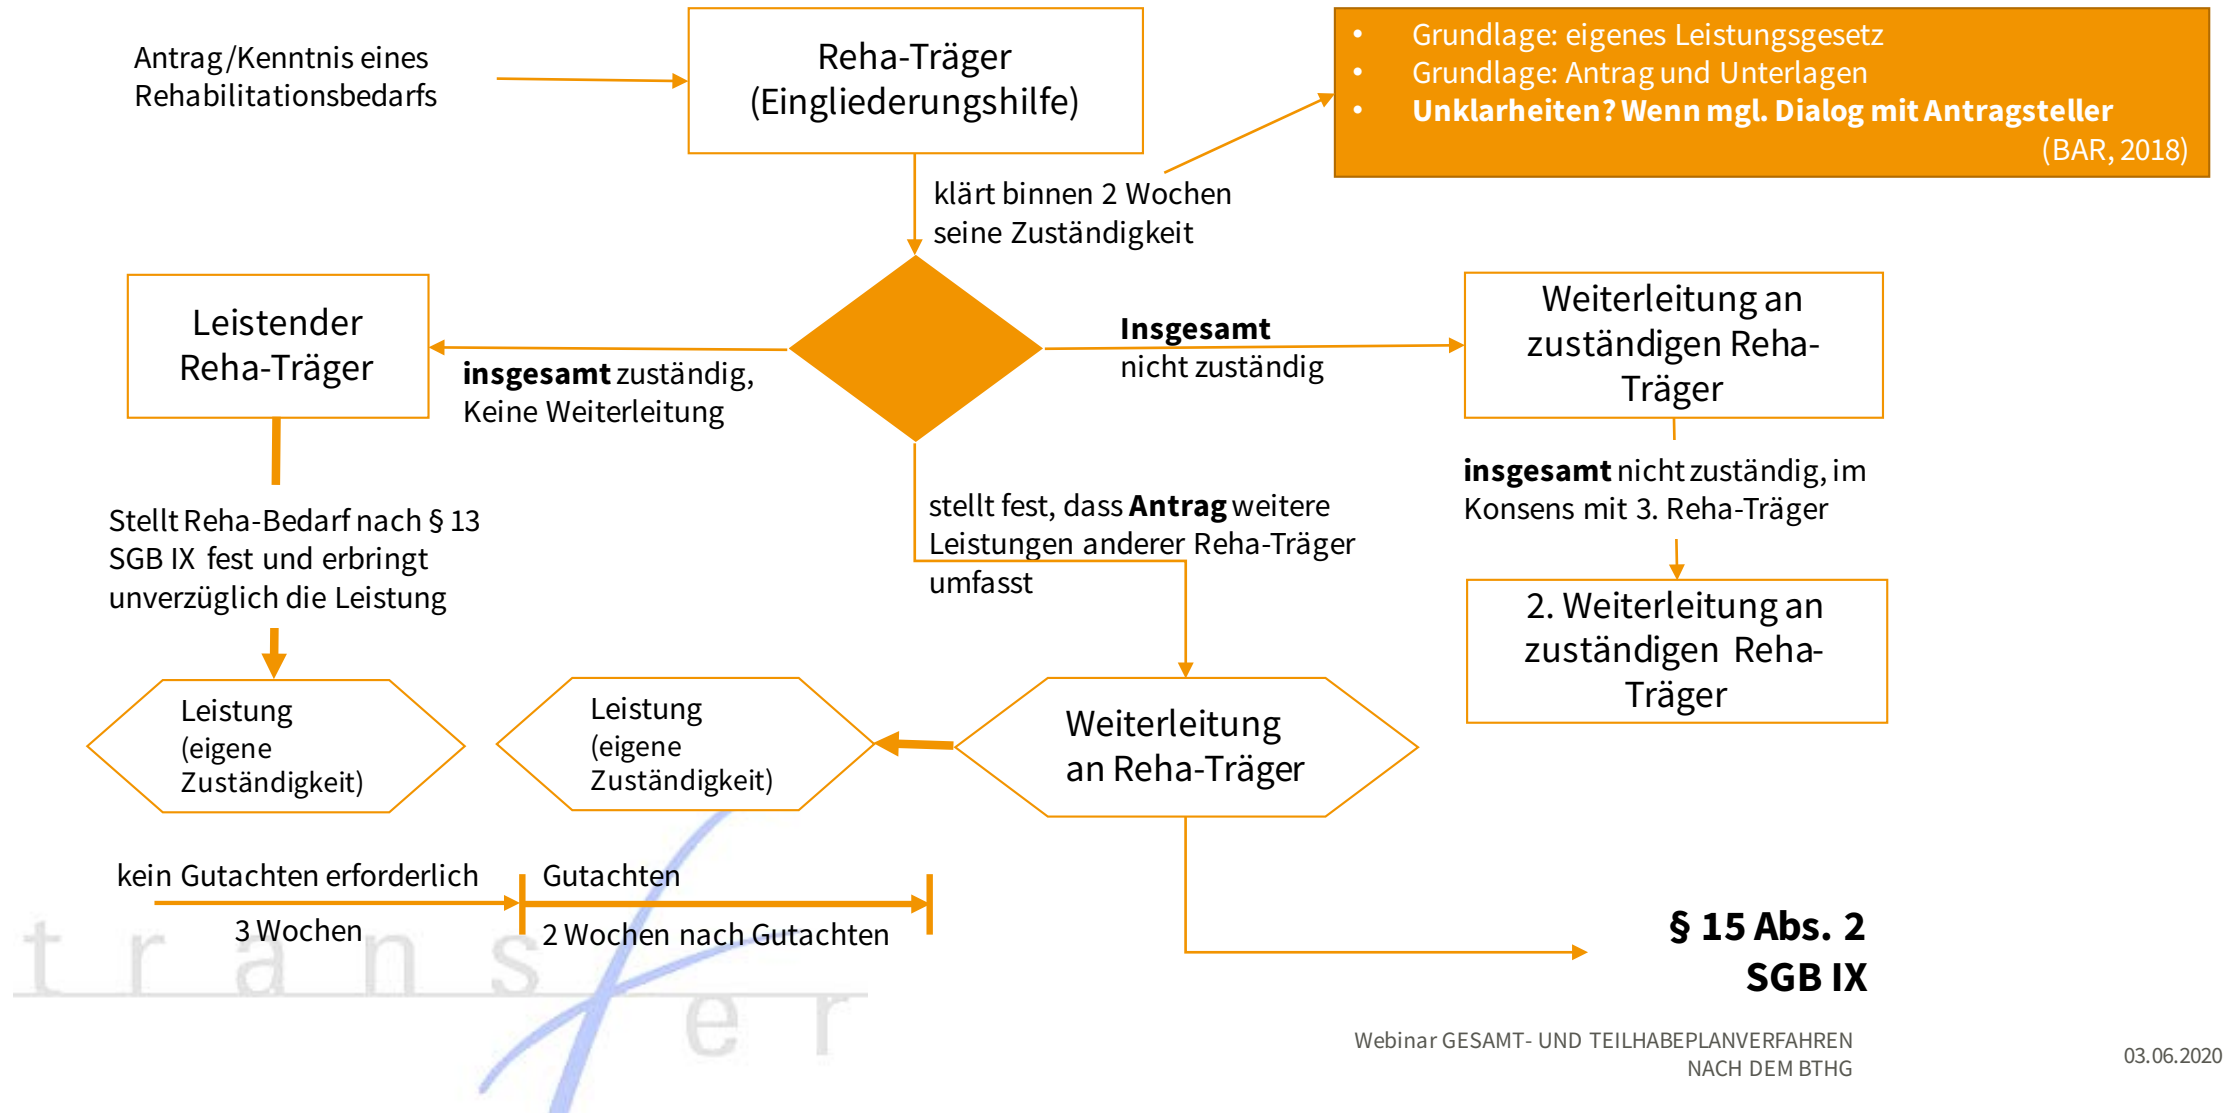 Antrag/Kenntnis eines
Rehabilitationsbedarfs
Reha-Träger
(Eingliederungshilfe)
• Grundlage: eigenes Leistungsgesetz
• Grundlage: Antrag und Unterlagen
• Unklarheiten? Wenn mgl. Dialog mit Antragsteller
(BAR, 2018)
klärt binnen 2 Wochen
seine Zuständigkeit
Leistender
Reha-Träger
insgesamt zuständig,
Keine Weiterleitung
Insgesamt
nicht zuständig
Weiterleitung an
zuständigen Reha-
Träger
insgesamt nicht zuständig, im
Konsens mit 3. Reha-Träger
stellt fest, dass Antrag weitere
Leistungen anderer Reha-Träger
umfasst
Stellt Reha-Bedarf nach § 13
SGB IX fest und erbringt
unverzüglich die Leistung
2. Weiterleitung an
zuständigen Reha-
Träger
Leistung
(eigene
Zuständigkeit)
Leistung
(eigene
Zuständigkeit)
Weiterleitung
an Reha-Träger
kein Gutachten erforderlich
3 Wochen
Gutachten
2 Wochen nach Gutachten
§ 15 Abs. 2
SGB IX
transfer
Webinar GESAMT- UND TEILHABEPLANVERFAHREN
NACH DEM BTHG
03.06.2020